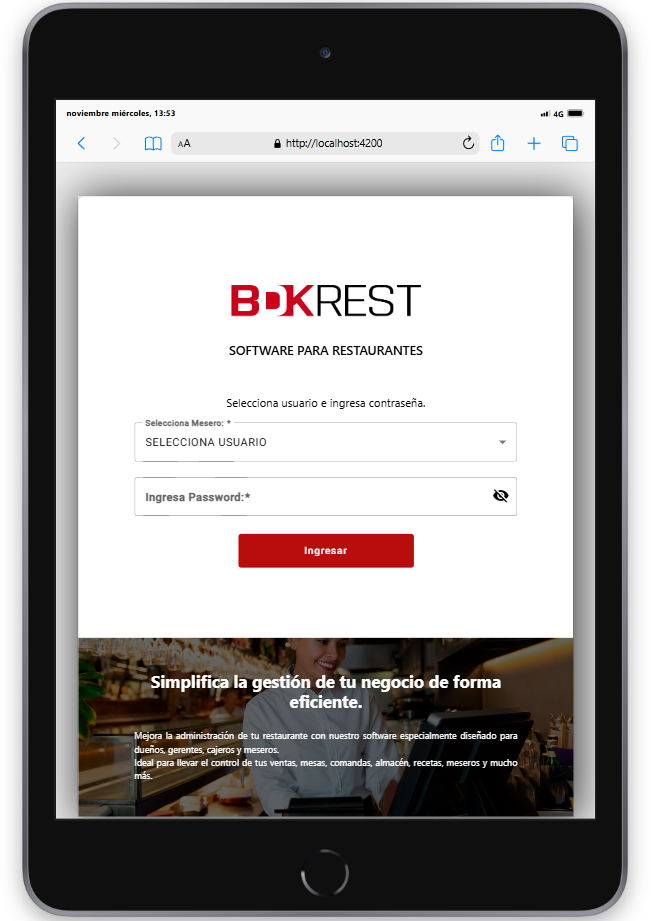 noviembre miércoles, 13:53
4G
AA
http://localhost:4200
BDKREST
SOFTWARE PARA RESTAURANTES
Selecciona usuario e ingresa contraseña.
Selecciona Mesero: *
SELECCIONA USUARIO
Ingresa Password:*
Ingresar
Simplifica la gestión de tu negocio de forma
eficiente.
Mejora la administración de tu restaurante con nuestro software especialmente diseñado para
dueños, gerentes, cajeros y meseros.
Ideal para llevar el control de tus ventas, mesas, comandas, almacén, recetas, meseros y mucho
más.